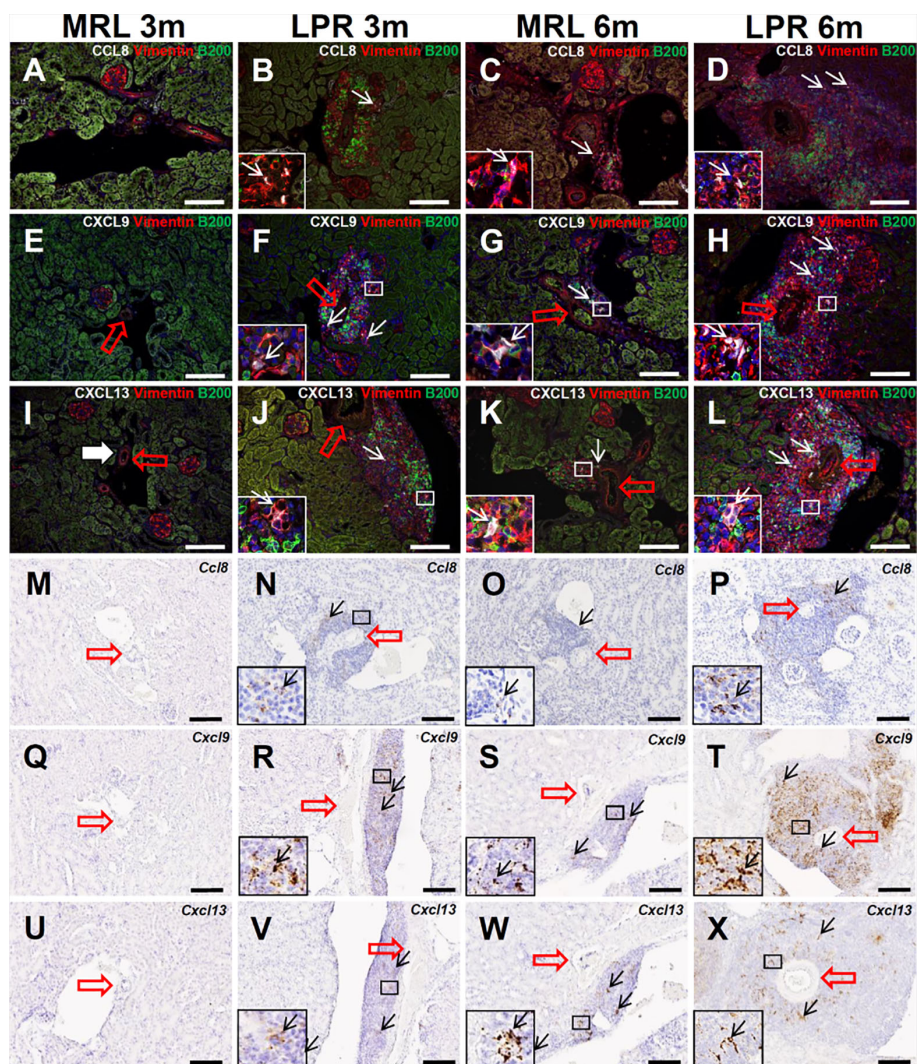 MRL 3m LPR 3m MRL 6m LPR 6m
A CCL8 Vimentin B200 B CCL8 Vimentin B200 C CCL8 Vimentin B200 D CCL8 Vimentin B200
E CXCL9 Vimentin B200 F CXCL9 Vimentin B200 G CXCL9 Vimentin B200 H CXCL9 Vimentin B200
I CXCL13 Vimentin B200 J CXCL13 Vimentin B200 K CXCL13 Vimentin B200 L CXCL13 Vimentin B200
M Ccl8 N Ccl8 O Ccl8 P Ccl8
Q Cxcl9 R Cxcl9 S Cxcl9 T Cxcl9
U Cxcl13 V Cxcl13 W Cxcl13 X Cxcl13